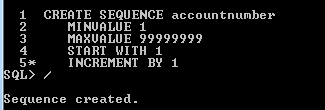 1 CREATE SEQUENCE accountnumber
2 MINVALUE 1
3 MAXVALUE 99999999
4 START WITH 1
5* INCREMENT BY 1
SQL> /
Sequence created.